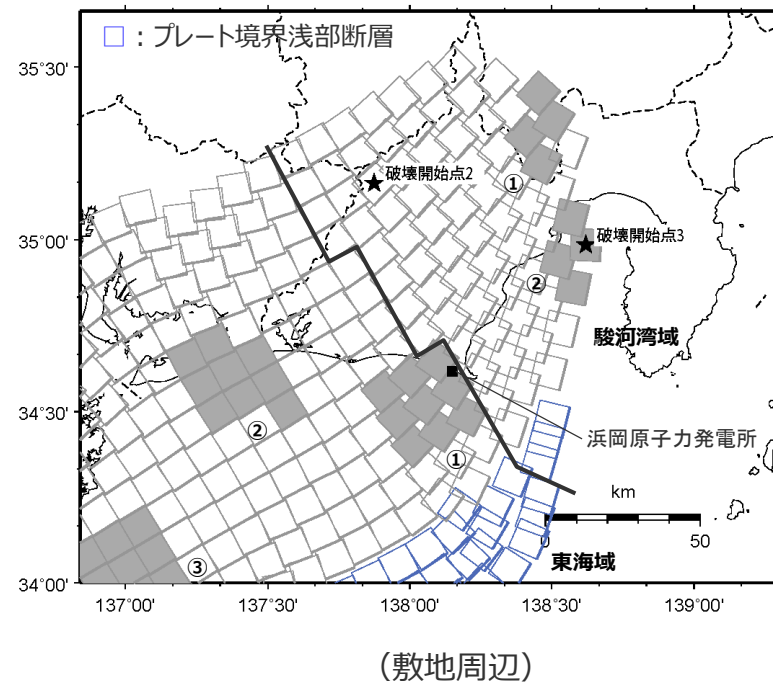 □：プレート境界浅部断層
35°30'
破壊開始点2
①
破壊開始点3
35°00'
②
駿河湾域
34°30'
②
浜岡原子力発電所
①
km
0
50
③
東海域
34°00'
137°00'
137°30'
138°00'
138°30'
139°00'
（敷地周辺）